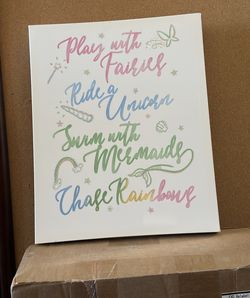 Play with
Fairies
Ride a
Unicorn
Swim with
Mermaids
Chase Rainbows